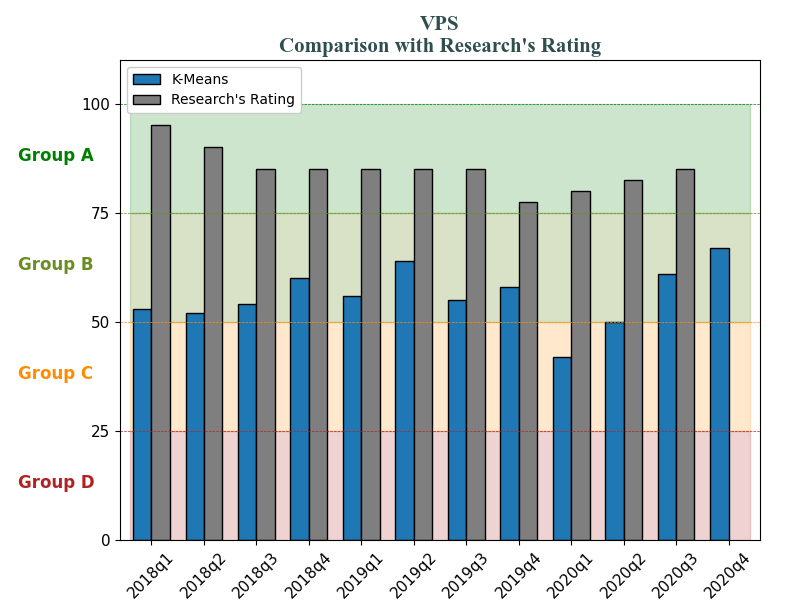 VPS
Comparison with Research's Rating
K-Means
Research's Rating
100
Group A
75
Group B
50
Group C
25
Group D
0
2018q1
2018q2
2018q3
2018q4
2019q1
2019q2
2019q3
2019q4
2020q1
2020q2
2020q3
2020q4